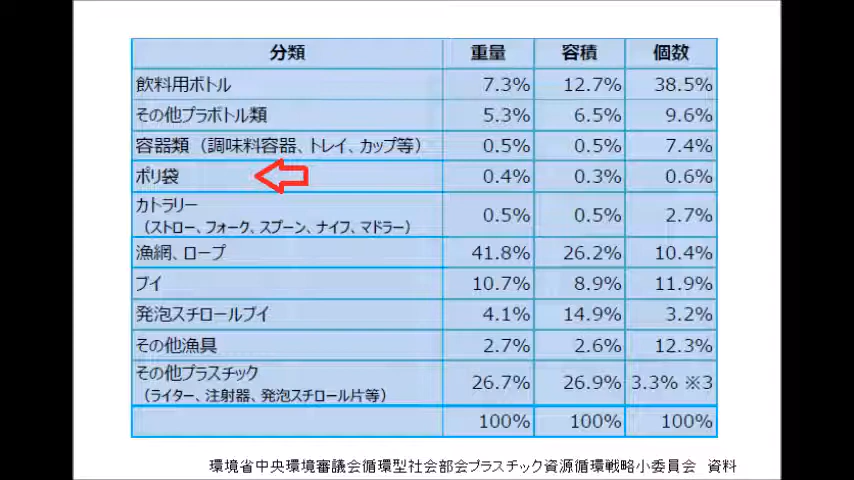 分類 重量 容積 個数
飲料用ボトル 7.3% 12.7% 38.5%
その他プラボトル類 5.3% 6.5% 9.6%
容器類（調味料容器、トレイ、カップ等） 0.5% 0.5% 7.4%
ポリ袋 0.4% 0.3% 0.6%
カトラリー
（ストロー、フォーク、スプーン、ナイフ、マドラー） 0.5% 0.5% 2.7%
漁網、ロープ 41.8% 26.2% 10.4%
ブイ 10.7% 8.9% 11.9%
発泡スチロールブイ 4.1% 14.9% 3.2%
その他漁具 2.7% 2.6% 12.3%
その他プラスチック
（ライター、注射器、発泡スチロール片等） 26.7% 26.9% 3.3% ※3
100% 100% 100%
環境省中央環境審議会循環型社会部会プラスチック資源循環戦略小委員会 資料